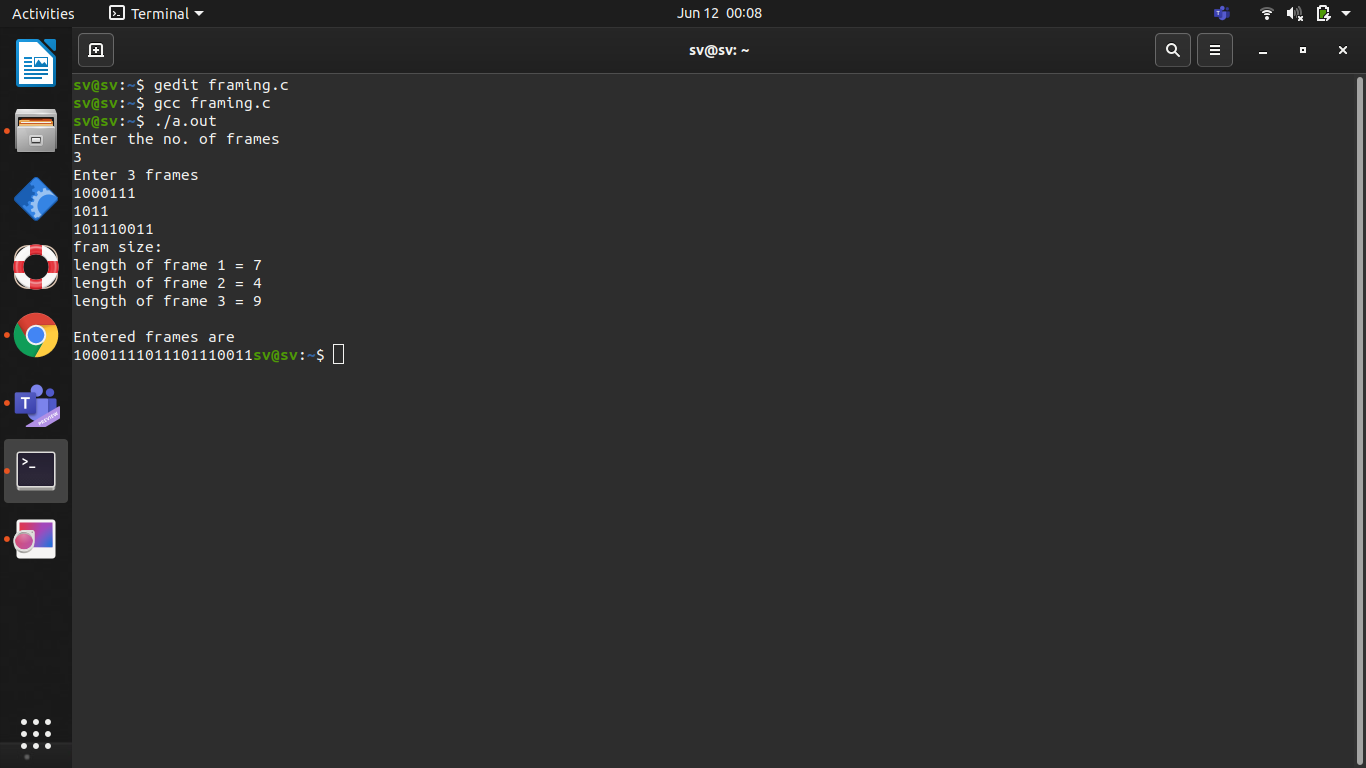 Activities Terminal Jun 12 00:08
sv@sv: ~
sv@sv:~$ gedit framing.c
sv@sv:~$ gcc framing.c
sv@sv:~$ ./a.out
Enter the no. of frames
3
Enter 3 frames
1000111
1011
101110011
fram size:
length of frame 1 = 7
length of frame 2 = 4
length of frame 3 = 9
Entered frames are
10001111011101110011sv@sv:~$
T
PREVIEW
>_